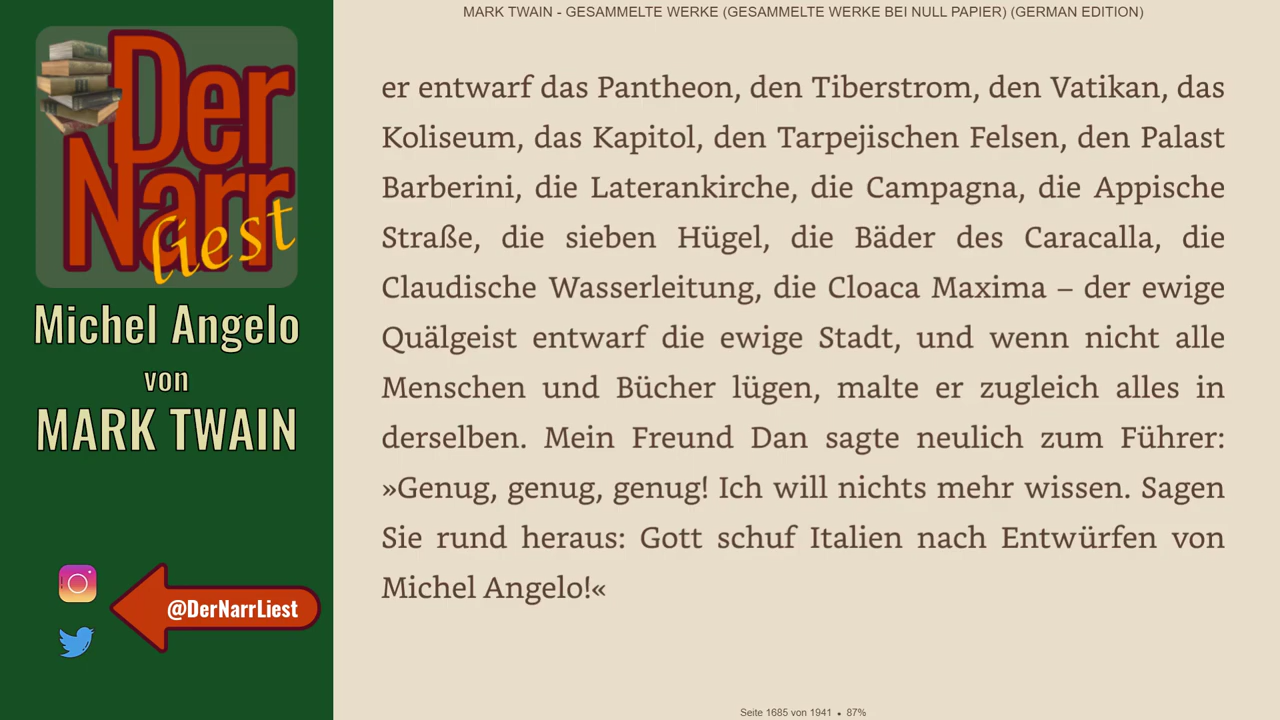 MARK TWAIN - GESAMMELTE WERKE (GESAMMELTE WERKE BEI NULL PAPIER) (GERMAN EDITION)
Der
Narr
liest
Michel Angelo
von
MARK TWAIN
@DerNarrLiest
er entwarf das Pantheon, den Tiberstrom, den Vatikan, das
Koliseum, das Kapitol, den Tarpejischen Felsen, den Palast
Barberini, die Laterankirche, die Campagna, die Appische
Straße, die sieben Hügel, die Bäder des Caracalla, die
Claudische Wasserleitung, die Cloaca Maxima – der ewige
Quälgeist entwarf die ewige Stadt, und wenn nicht alle
Menschen und Bücher lügen, malte er zugleich alles in
derselben. Mein Freund Dan sagte neulich zum Führer:
»Genug, genug, genug! Ich will nichts mehr wissen. Sagen
Sie rund heraus: Gott schuf Italien nach Entwürfen von
Michel Angelo!«
Seite 1685 von 1941 • 87%